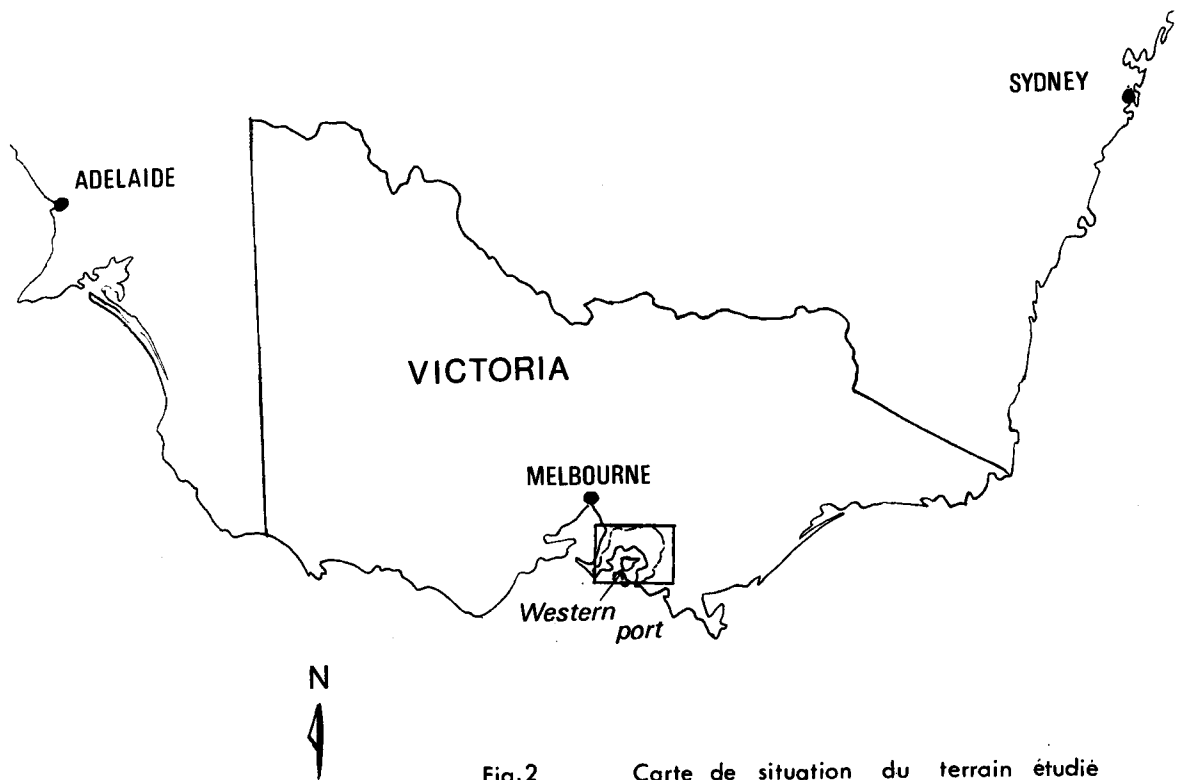 SYDNEY
ADELAIDE
VICTORIA
MELBOURNE
Western
port
N
Fig.2 Carte de situation du terrain étudié